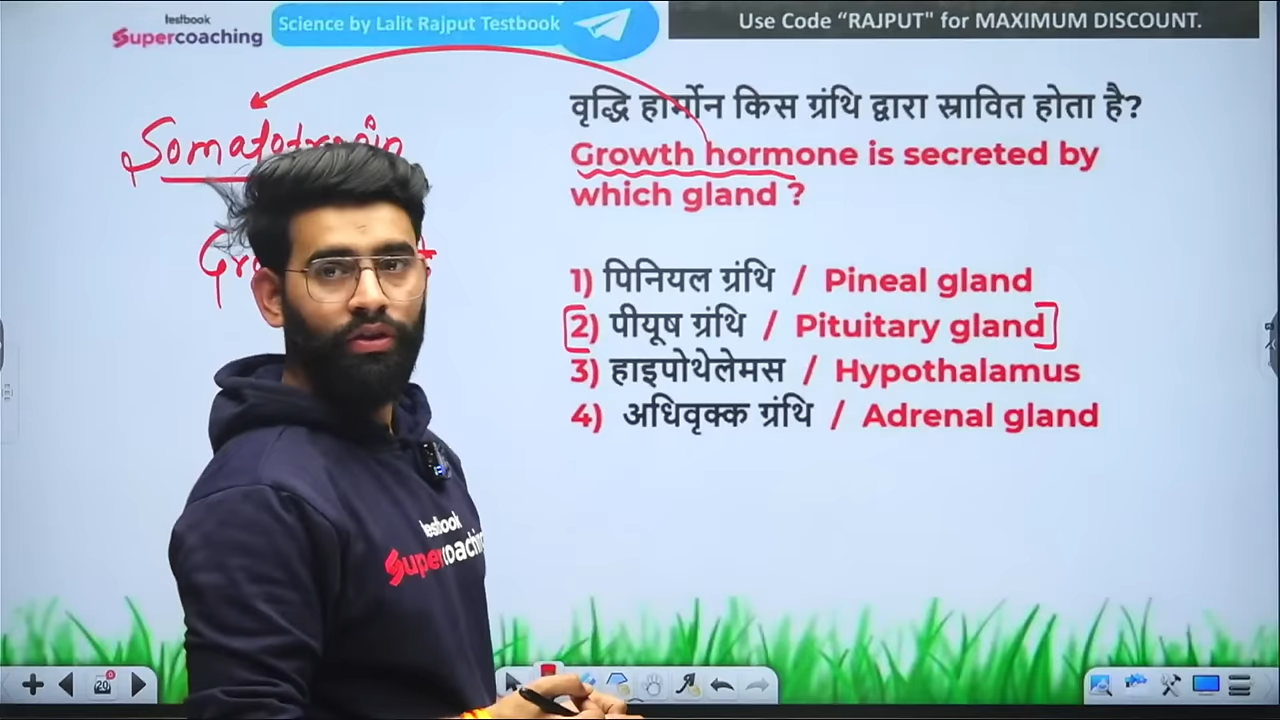 testbook
Supercoaching
Science by Lalit Rajput Testbook
Use Code “RAJPUT" for MAXIMUM DISCOUNT.
वृद्धि हार्मोन किस ग्रंथि द्वारा स्रावित होता है?
Growth hormone is secreted by
which gland ?
1) पिनियल ग्रंथि / Pineal gland
2) पीयूष ग्रंथि / Pituitary gland
3) हाइपोथेलेमस / Hypothalamus
4) अधिवृक्क ग्रंथि / Adrenal gland
testbook